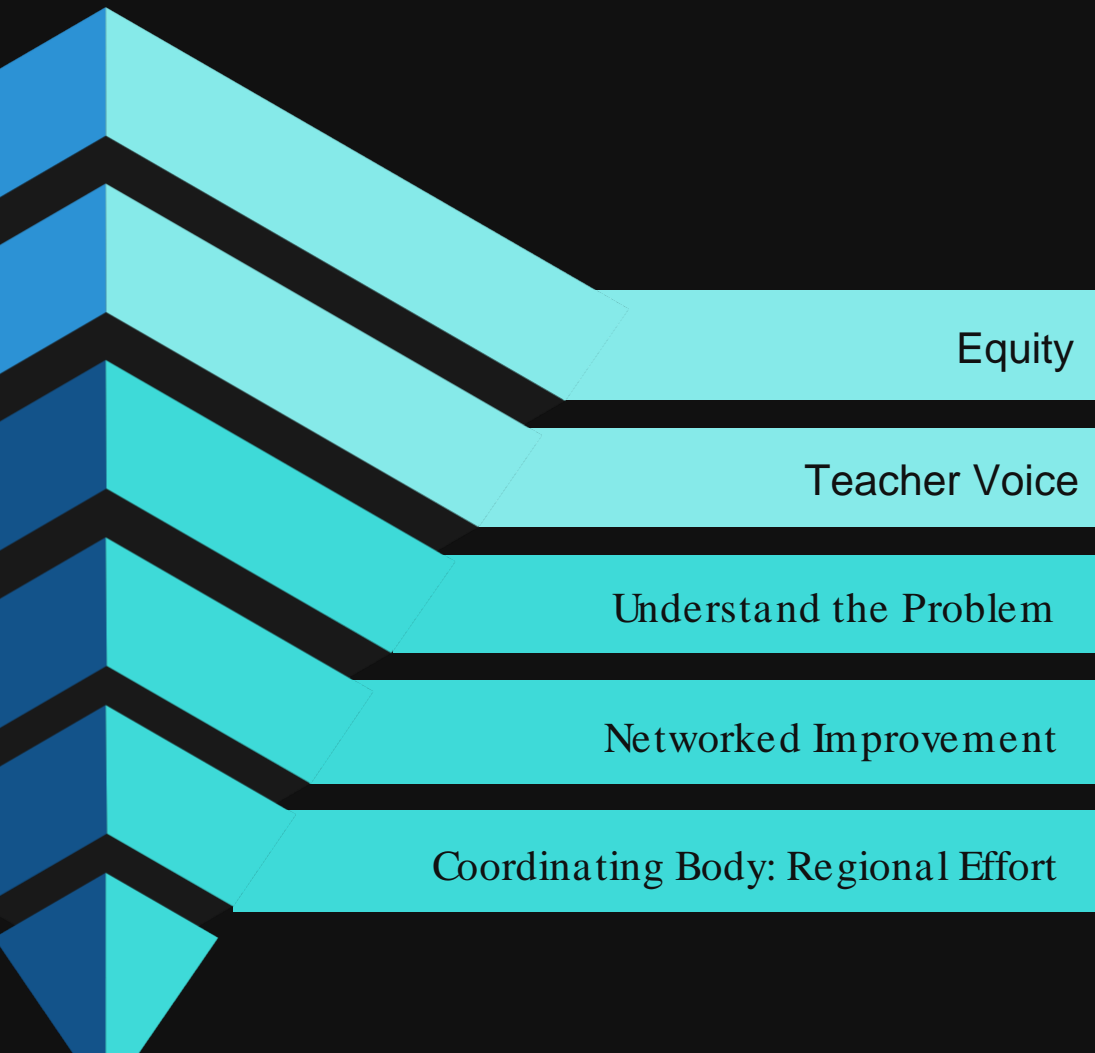 Equity
Teacher Voice
Understand the Problem
Networked Improvement
Coordinating Body: Regional Effort